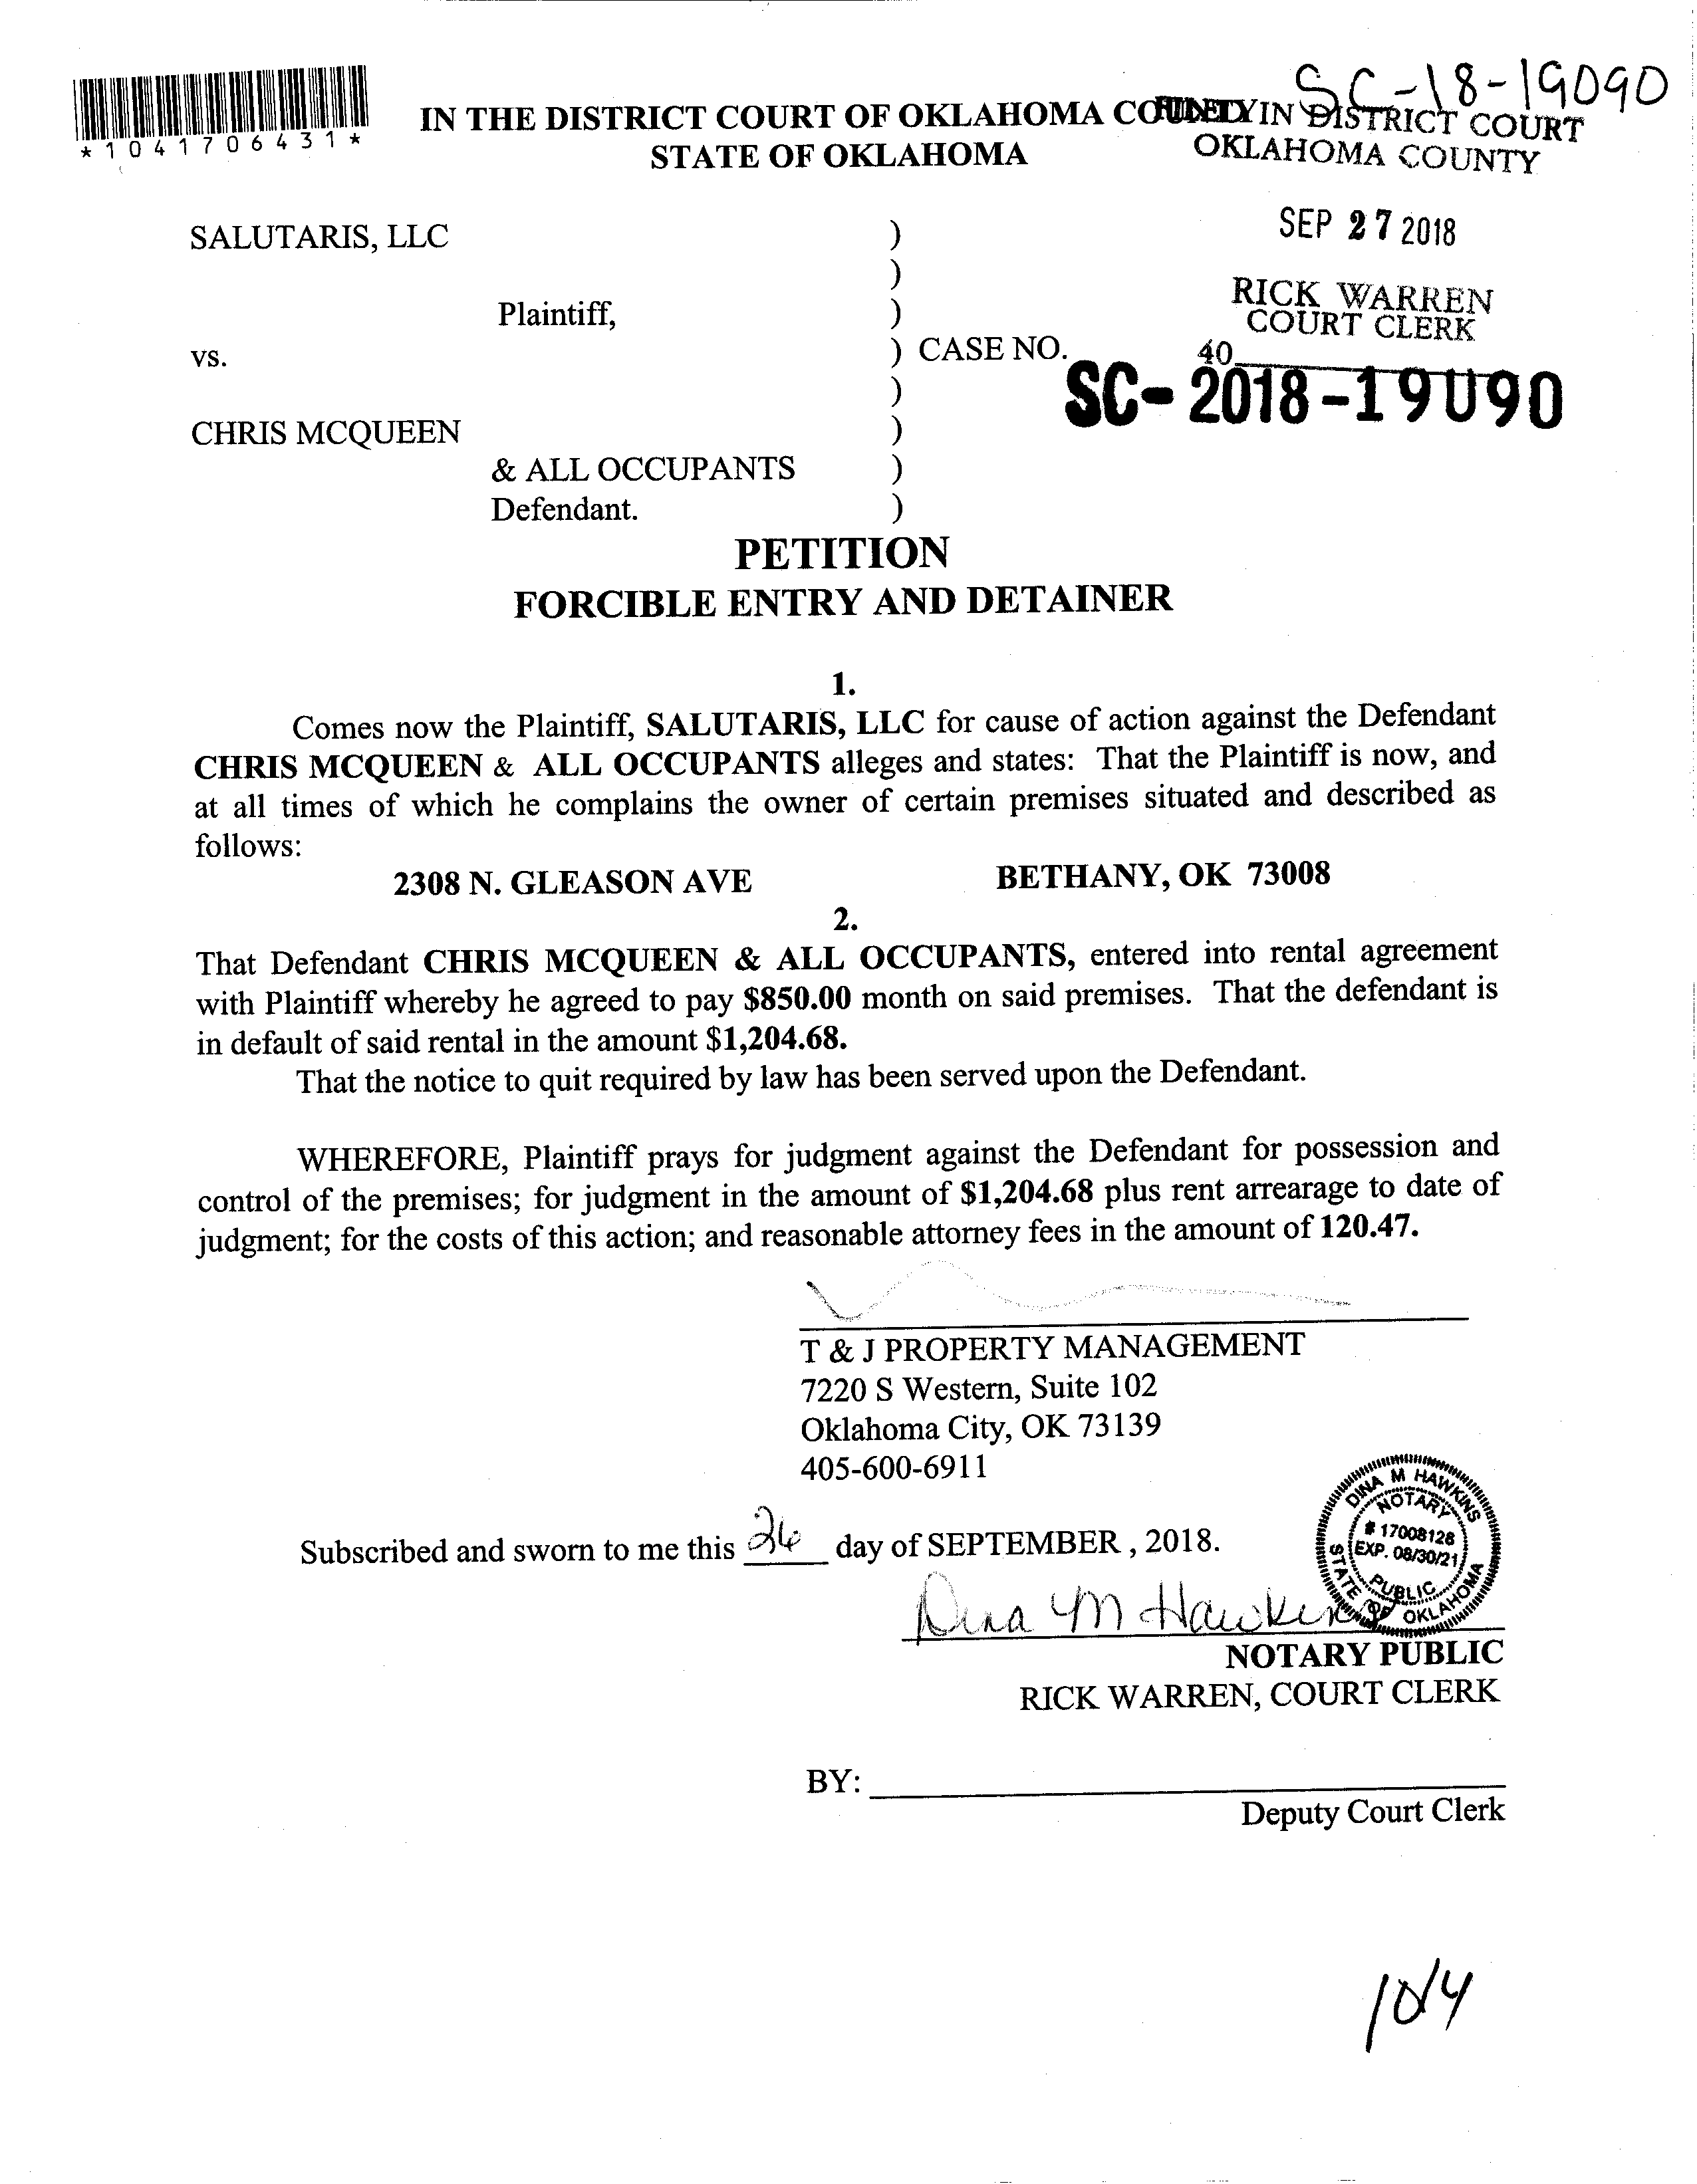 SC-18-19090
*1041706431*
IN THE DISTRICT COURT OF OKLAHOMA COUNTY
FILED IN DISTRICT COURT
STATE OF OKLAHOMA
OKLAHOMA COUNTY
SEP 27 2018
SALUTARIS, LLC )
)
RICK WARREN
Plaintiff, )
COURT CLERK
vs. ) CASE NO.
40
SC-2018-19090
)
CHRIS MCQUEEN )
& ALL OCCUPANTS )
Defendant. )
PETITION
FORCIBLE ENTRY AND DETAINER
1.
Comes now the Plaintiff, SALUTARIS, LLC for cause of action against the Defendant
CHRIS MCQUEEN & ALL OCCUPANTS alleges and states: That the Plaintiff is now, and
at all times of which he complains the owner of certain premises situated and described as
follows:
2308 N. GLEASON AVE BETHANY, OK 73008
2.
That Defendant CHRIS MCQUEEN & ALL OCCUPANTS, entered into rental agreement
with Plaintiff whereby he agreed to pay $850.00 month on said premises. That the defendant is
in default of said rental in the amount $1,204.68.
That the notice to quit required by law has been served upon the Defendant.
WHEREFORE, Plaintiff prays for judgment against the Defendant for possession and
control of the premises; for judgment in the amount of $1,204.68 plus rent arrearage to date of
judgment; for the costs of this action; and reasonable attorney fees in the amount of 120.47.
T & J PROPERTY MANAGEMENT
7220 S Western, Suite 102
Oklahoma City, OK 73139
405-600-6911
DINA M HAWKINS
NOTARY
# 17008128
EXP. 08/30/21
PUBLIC
STATE OF OKLAHOMA
Subscribed and sworn to me this 26 day of SEPTEMBER , 2018.
Dina M Hawkins
NOTARY PUBLIC
RICK WARREN, COURT CLERK
BY:
Deputy Court Clerk
10/4